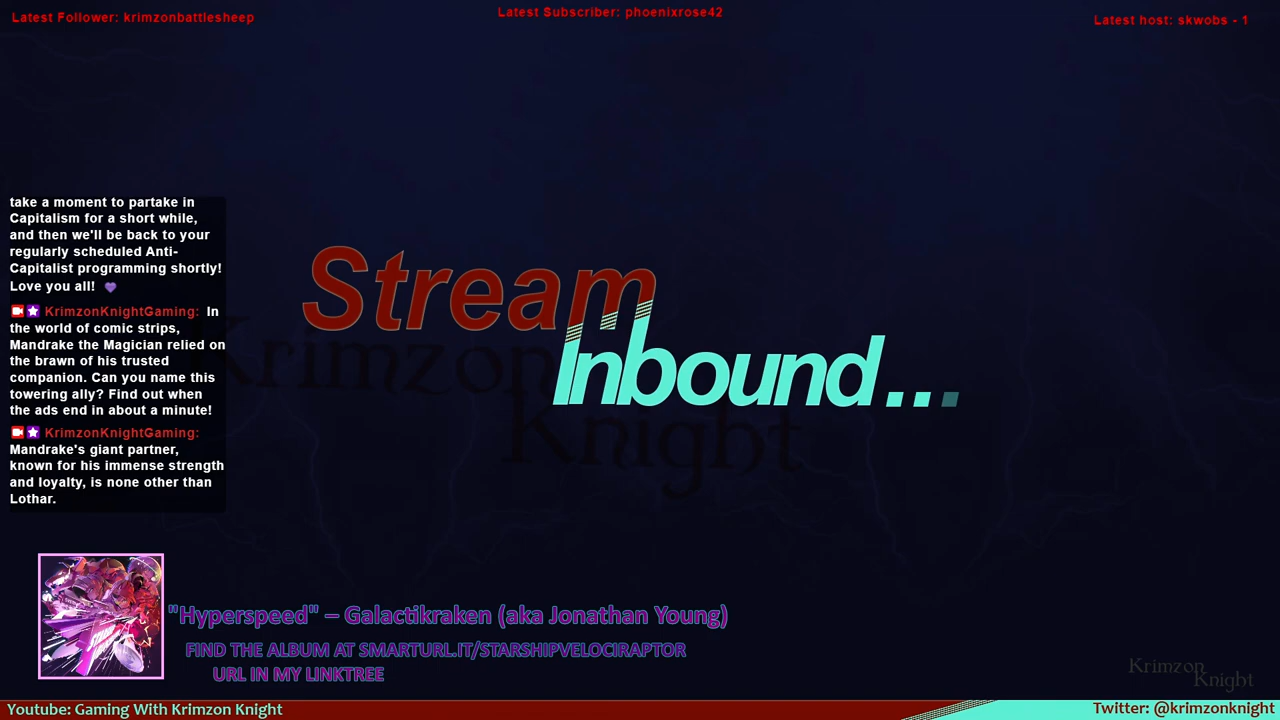 Latest Follower: krimzonbattlesheep
Latest Subscriber: phoenixrose42
Latest host: skwobs - 1
take a moment to partake in
Capitalism for a short while,
and then we'll be back to your
regularly scheduled Anti-
Capitalist programming shortly!
Love you all! 💜
KrimzonKnightGaming: In
the world of comic strips,
Mandrake the Magician relied on
the brawn of his trusted
companion. Can you name this
towering ally? Find out when
the ads end in about a minute!
KrimzonKnightGaming:
Mandrake's giant partner,
known for his immense strength
and loyalty, is none other than
Lothar.
Stream
Inbound...
Krimzon
Knight
"Hyperspeed" – Galactikraken (aka Jonathan Young)
FIND THE ALBUM AT SMARTURL.IT/STARSHIPVELOCIRAPTOR
URL IN MY LINKTREE
Krimzon
Knight
Youtube: Gaming With Krimzon Knight
Twitter: @krimzonknight